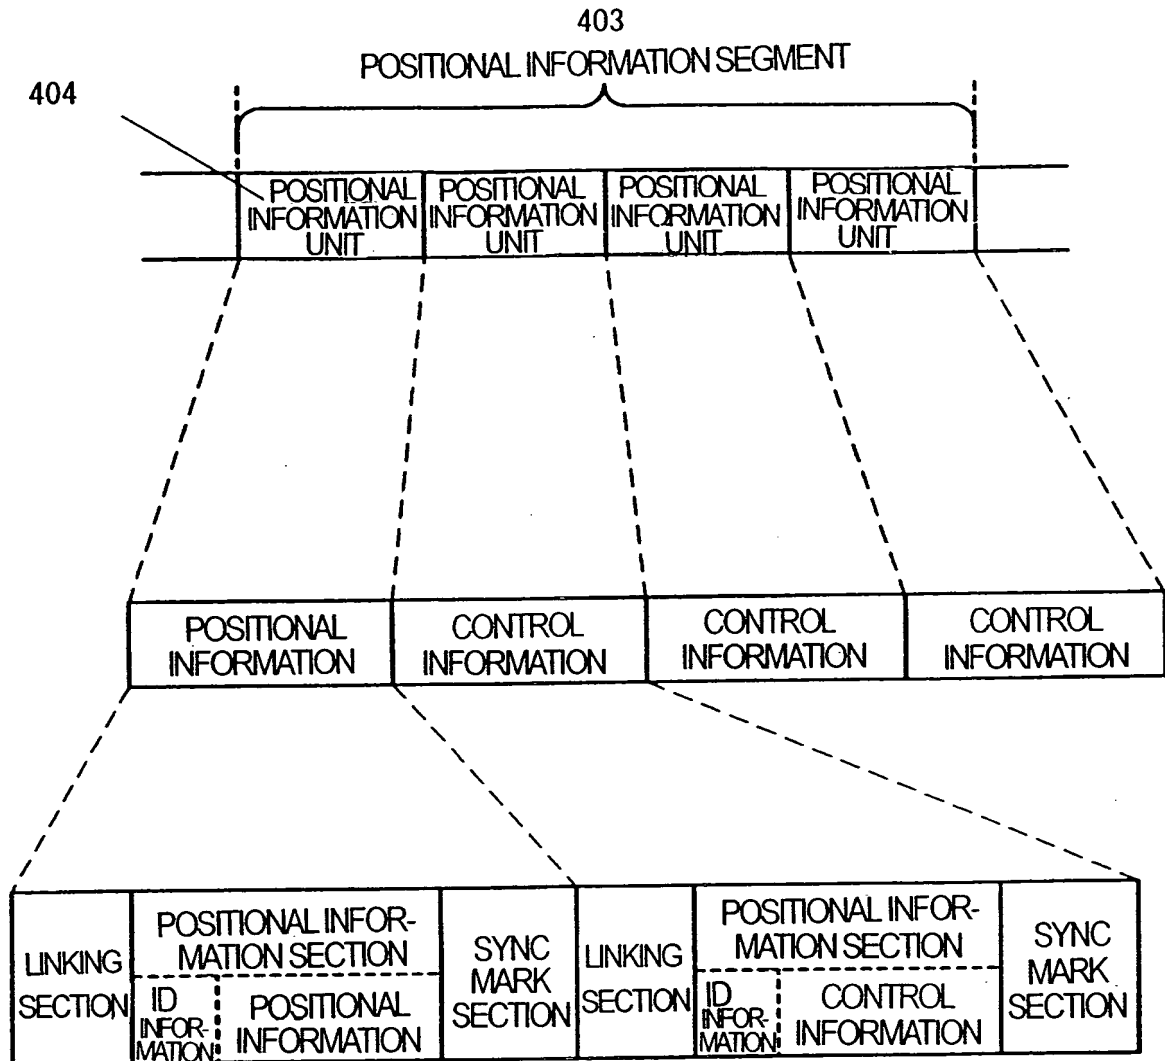 403
POSITIONAL INFORMATION SEGMENT
404
POSITIONAL
INFORMATION
UNIT
POSITIONAL
INFORMATION
UNIT
POSITIONAL
INFORMATION
UNIT
POSITIONAL
INFORMATION
UNIT
POSITIONAL
INFORMATION
CONTROL
INFORMATION
CONTROL
INFORMATION
CONTROL
INFORMATION
LINKING
SECTION
POSITIONAL INFOR-
MATION SECTION
ID
INFOR-
MATION
POSITIONAL
INFORMATION
SYNC
MARK
SECTION
LINKING
SECTION
POSITIONAL INFOR-
MATION SECTION
ID
INFOR-
MATION
CONTROL
INFORMATION
SYNC
MARK
SECTION